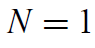 N = 1